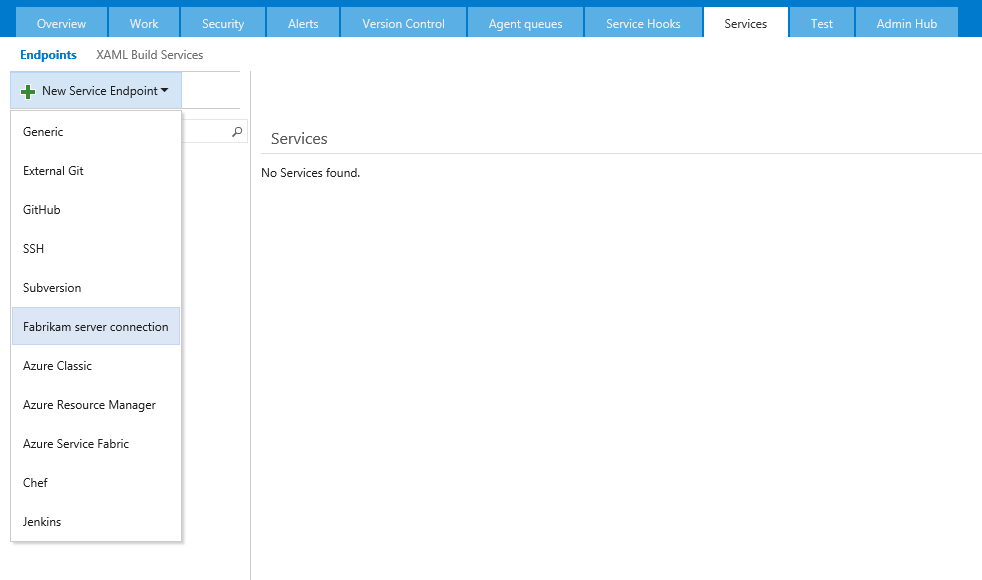 Overview Work Security Alerts Version Control Agent queues Service Hooks Services Test Admin Hub
Endpoints XAML Build Services
New Service Endpoint
Generic
Services
External Git
No Services found.
GitHub
SSH
Subversion
Fabrikam server connection
Azure Classic
Azure Resource Manager
Azure Service Fabric
Chef
Jenkins